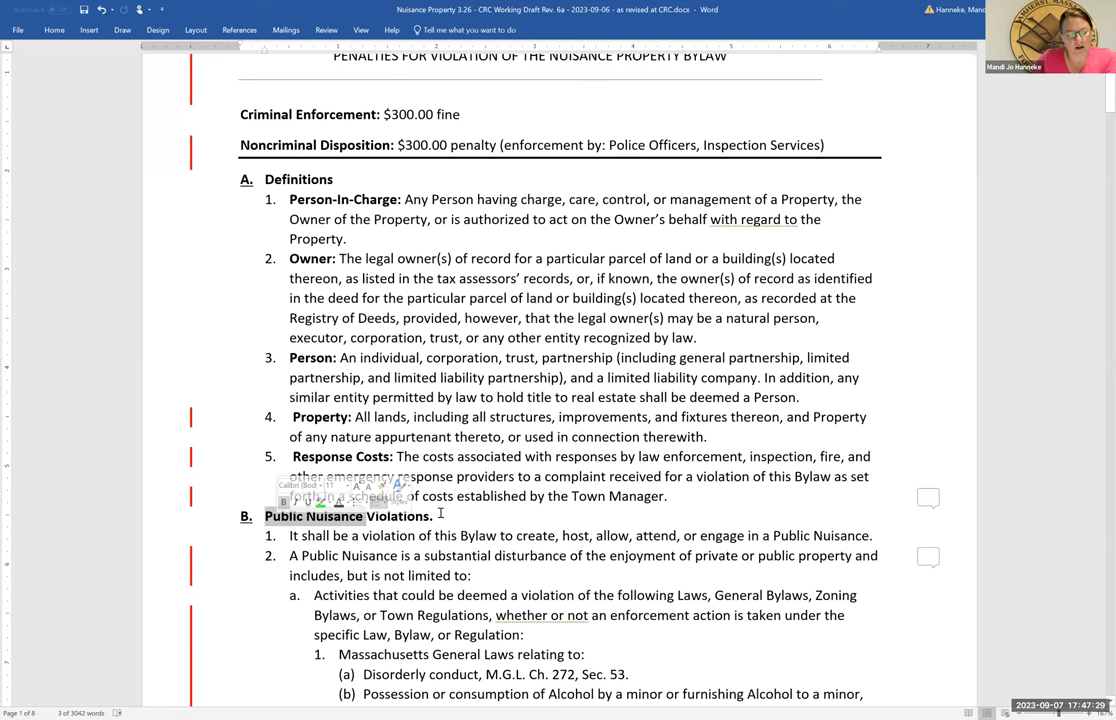 AutoSave Off
Nuisance Property 3.26 - CRC Working Draft Rev. 6a - 2023-09-06 - as revised at CRC.docx - Word
Hanneke, Mand
File Home Insert Draw Design Layout References Mailings Review View Help Tell me what you want to do
Mandi Jo Hanneke
PENALTIES FOR VIOLATION OF THE NUISANCE PROPERTY BYLAW
Criminal Enforcement: $300.00 fine
Noncriminal Disposition: $300.00 penalty (enforcement by: Police Officers, Inspection Services)
A. Definitions
1. Person-In-Charge: Any Person having charge, care, control, or management of a Property, the
Owner of the Property, or is authorized to act on the Owner's behalf with regard to the
Property.
2. Owner: The legal owner(s) of record for a particular parcel of land or a building(s) located
thereon, as listed in the tax assessors' records, or, if known, the owner(s) of record as identified
in the deed for the particular parcel of land or building(s) located thereon, as recorded at the
Registry of Deeds, provided, however, that the legal owner(s) may be a natural person,
executor, corporation, trust, or any other entity recognized by law.
3. Person: An individual, corporation, trust, partnership (including general partnership, limited
partnership, and limited liability partnership), and a limited liability company. In addition, any
similar entity permitted by law to hold title to real estate shall be deemed a Person.
4. Property: All lands, including all structures, improvements, and fixtures thereon, and Property
of any nature appurtenant thereto, or used in connection therewith.
5. Response Costs: The costs associated with responses by law enforcement, inspection, fire, and
other emergency response providers to a complaint received for a violation of this Bylaw as set
forth in a schedule of costs established by the Town Manager.
Calibri (Bod 11
Styles
B. Public Nuisance Violations.
1. It shall be a violation of this Bylaw to create, host, allow, attend, or engage in a Public Nuisance.
2. A Public Nuisance is a substantial disturbance of the enjoyment of private or public property and
includes, but is not limited to:
a. Activities that could be deemed a violation of the following Laws, General Bylaws, Zoning
Bylaws, or Town Regulations, whether or not an enforcement action is taken under the
specific Law, Bylaw, or Regulation:
1. Massachusetts General Laws relating to:
(a) Disorderly conduct, M.G.L. Ch. 272, Sec. 53.
(b) Possession or consumption of Alcohol by a minor or furnishing Alcohol to a minor,
Page 1 of 8 3 of 3042 words
2023-09-07 17:47:29